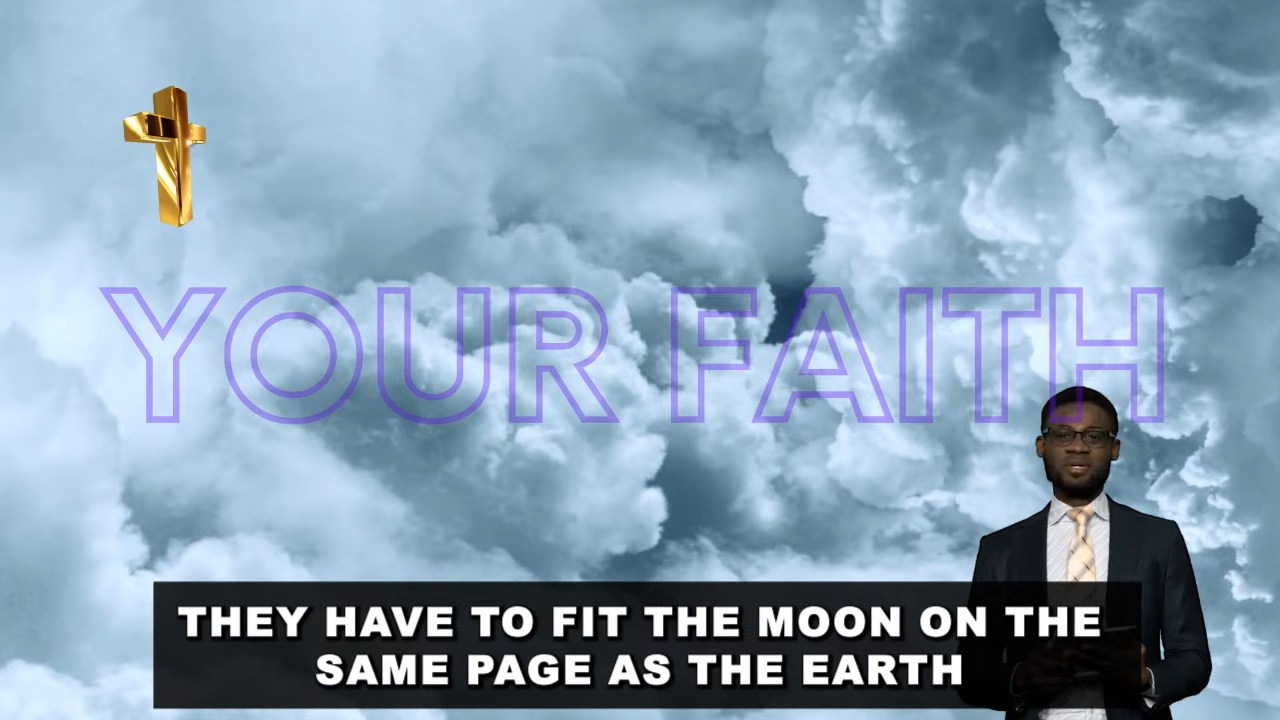 YOUR FAITH
THEY HAVE TO FIT THE MOON ON THE
SAME PAGE AS THE EARTH